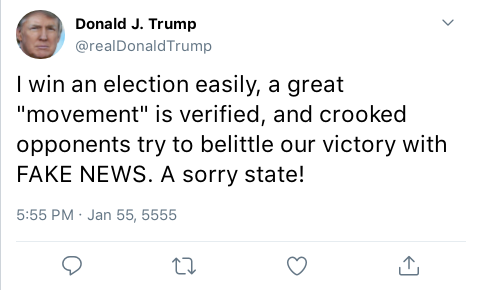 Donald J. Trump
@realDonaldTrump
I win an election easily, a great
"movement" is verified, and crooked
opponents try to belittle our victory with
FAKE NEWS. A sorry state!
5:55 PM · Jan 55, 5555